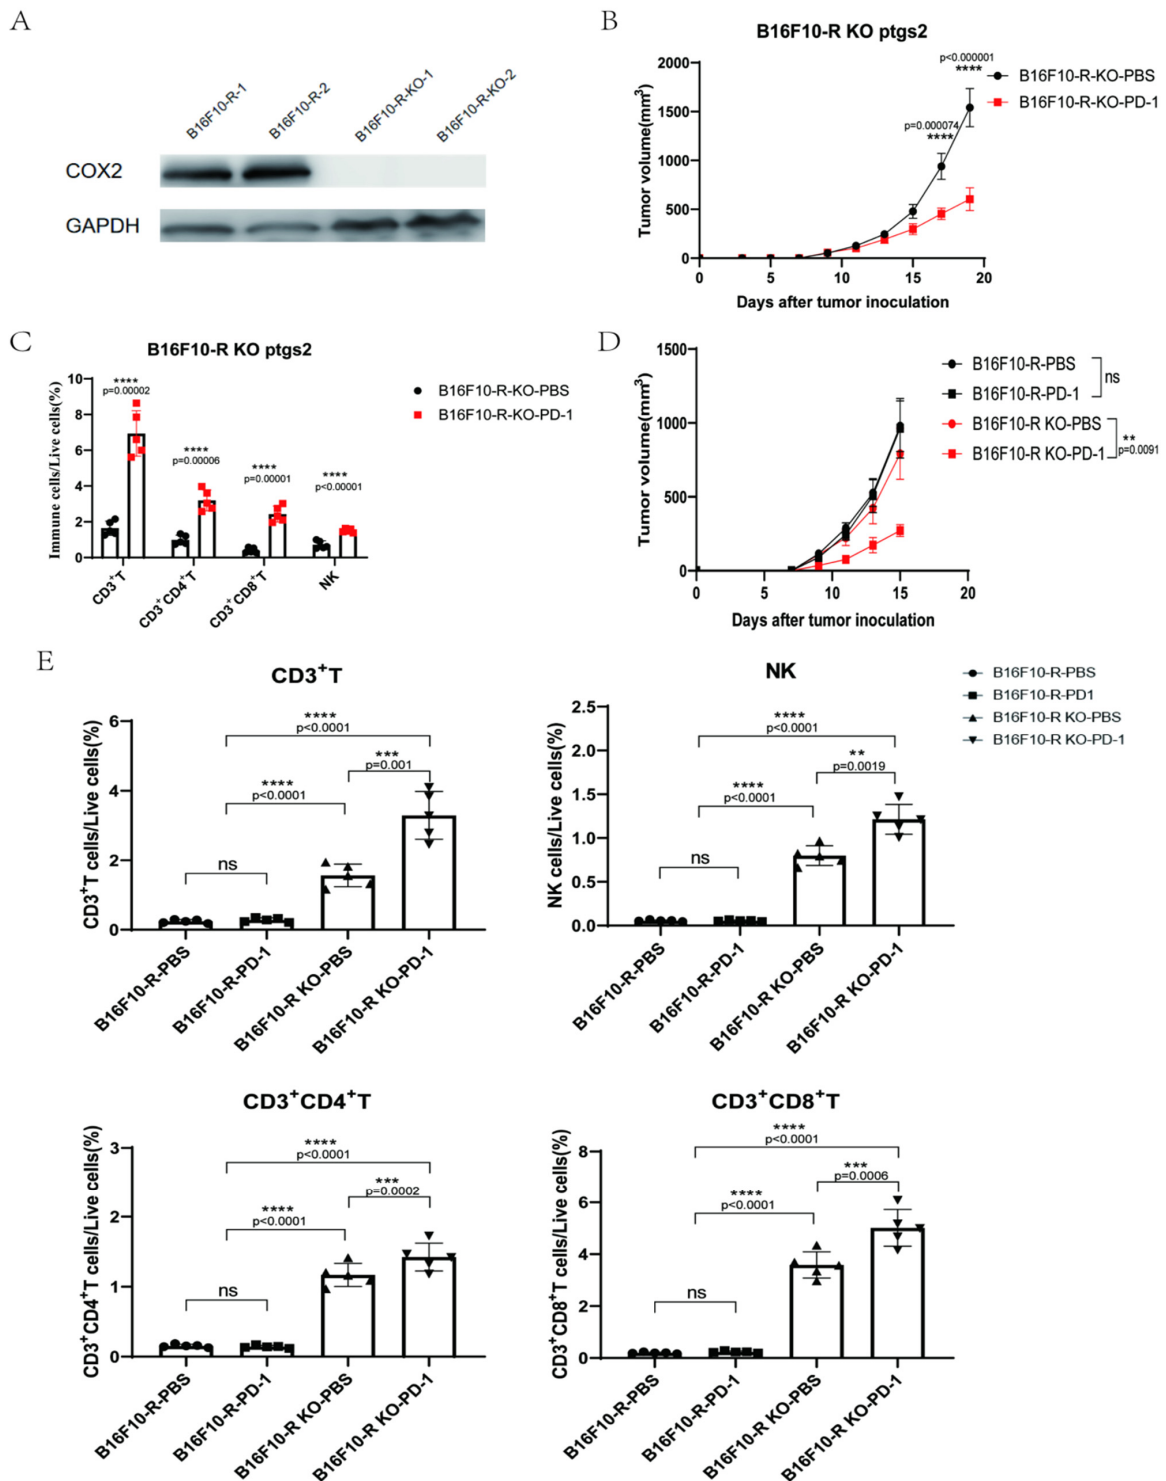 A
B16F10-R-1
B16F10-R-2
B16F10-R-KO-1
B16F10-R-KO-2
COX2
GAPDH
B
B16F10-R KO ptgs2
Tumor volume(mm³)
2000
1500
1000
500
0
0 5 10 15 20
Days after tumor inoculation
p<0.000001
****
p=0.000074
****
B16F10-R-KO-PBS
B16F10-R-KO-PD-1
C
B16F10-R KO ptgs2
Immune cells/Live cells(%)
10
8
6
4
2
0
****
p=0.00002
****
p=0.00006
****
p=0.00001
****
p<0.00001
CD3⁺T
CD3⁺CD4⁺T
CD3⁺CD8⁺T
NK
B16F10-R-KO-PBS
B16F10-R-KO-PD-1
D
Tumor volume(mm³)
1500
1000
500
0
0 5 10 15 20
Days after tumor inoculation
B16F10-R-PBS
B16F10-R-PD-1
ns
B16F10-R KO-PBS
B16F10-R KO-PD-1
**
p=0.0091
E
CD3⁺T
CD3⁺T cells/Live cells(%)
6
4
2
0
****
p<0.0001
***
p=0.001
****
p<0.0001
ns
B16F10-R-PBS
B16F10-R-PD-1
B16F10-R KO-PBS
B16F10-R KO-PD-1
NK
NK cells/Live cells(%)
2.5
2.0
1.5
1.0
0.5
0.0
****
p<0.0001
**
p=0.0019
****
p<0.0001
ns
B16F10-R-PBS
B16F10-R-PD-1
B16F10-R KO-PBS
B16F10-R KO-PD-1
B16F10-R-PBS
B16F10-R-PD1
B16F10-R KO-PBS
B16F10-R KO-PD-1
CD3⁺CD4⁺T
CD3⁺CD4⁺T cells/Live cells(%)
3
2
1
0
****
p<0.0001
***
p=0.0002
****
p<0.0001
ns
B16F10-R-PBS
B16F10-R-PD-1
B16F10-R KO-PBS
B16F10-R KO-PD-1
CD3⁺CD8⁺T
CD3⁺CD8⁺T cells/Live cells(%)
8
6
4
2
0
****
p<0.0001
***
p=0.0006
****
p<0.0001
ns
B16F10-R-PBS
B16F10-R-PD-1
B16F10-R KO-PBS
B16F10-R KO-PD-1